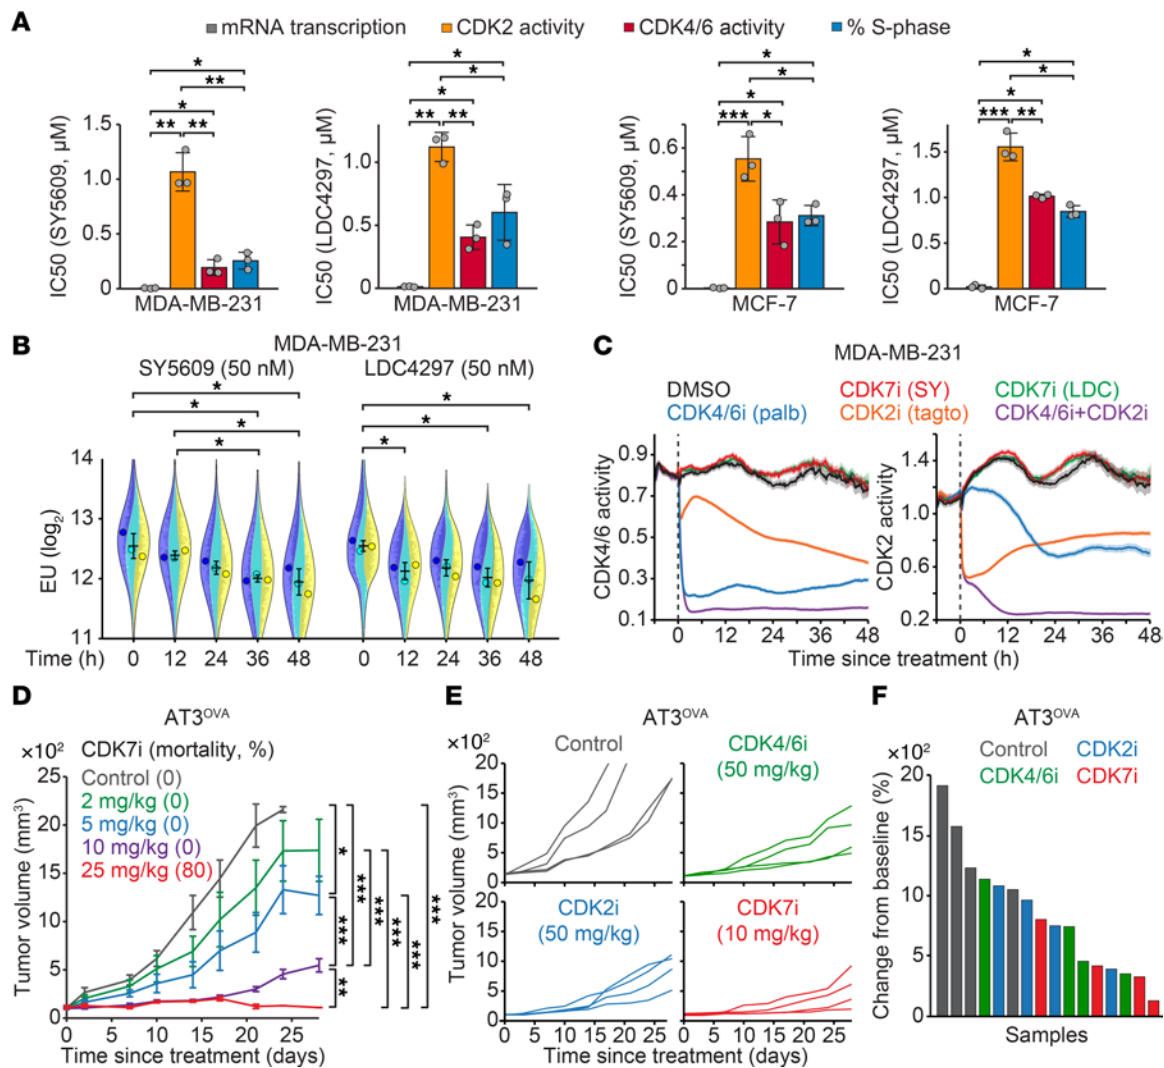 A
mRNA transcription CDK2 activity CDK4/6 activity % S-phase
* * * *
** * * *
* * * *
** ** ** ** *** * *** **
IC50 (SY5609, µM)
1.5
1.0
0.5
0
MDA-MB-231
IC50 (LDC4297, µM)
1.0
0.5
0
MDA-MB-231
IC50 (SY5609, µM)
0.6
0.4
0.2
0
MCF-7
IC50 (LDC4297, µM)
1.5
1.0
0.5
0
MCF-7
B
MDA-MB-231
SY5609 (50 nM) LDC4297 (50 nM)
* *
* *
* *
* *
EU (log2)
14
13
12
11
Time (h) 0 12 24 36 48 0 12 24 36 48
C
MDA-MB-231
DMSO CDK7i (SY) CDK7i (LDC)
CDK4/6i (palb) CDK2i (tagto) CDK4/6i+CDK2i
CDK4/6 activity
0.9
0.7
0.5
0.3
0.1
0 12 24 36 48
CDK2 activity
1.4
1.0
0.6
0.2
0 12 24 36 48
Time since treatment (h)
D
AT3OVA
×10²
CDK7i (mortality, %)
Control (0)
2 mg/kg (0)
5 mg/kg (0)
10 mg/kg (0)
25 mg/kg (80)
Tumor volume (mm³)
25
20
15
10
5
0
0 5 10 15 20 25
Time since treatment (days)
* *** *** *** *** ***
***
**
E
AT3OVA
×10²
Control
CDK4/6i
(50 mg/kg)
20
15
10
5
0
CDK2i
(50 mg/kg)
CDK7i
(10 mg/kg)
20
15
10
5
0
Tumor volume (mm³)
0 5 10 15 20 25 0 5 10 15 20 25
Time since treatment (days)
F
AT3OVA
×10²
Control CDK2i
CDK4/6i CDK7i
Change from baseline (%)
20
10
0
Samples